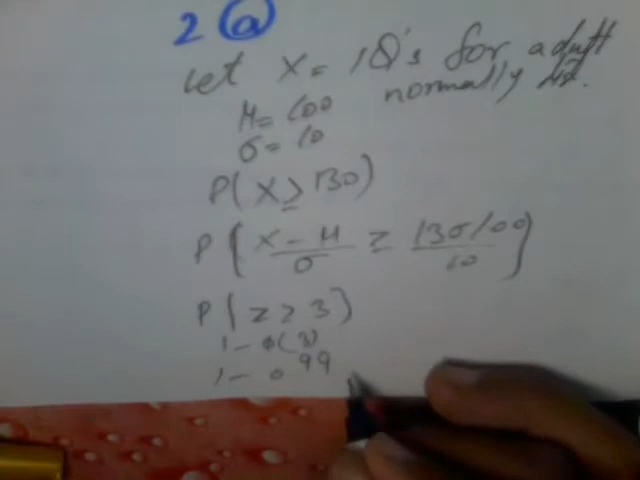 2 (a)
Let X = IQ's for adult
normally dist.
μ = 100
σ = 10
P(X ≥ 130)
P{X - μ / σ ≥ 130-100 / 10}
P(Z ≥ 3)
1 - Φ(3)
1 - 0.99